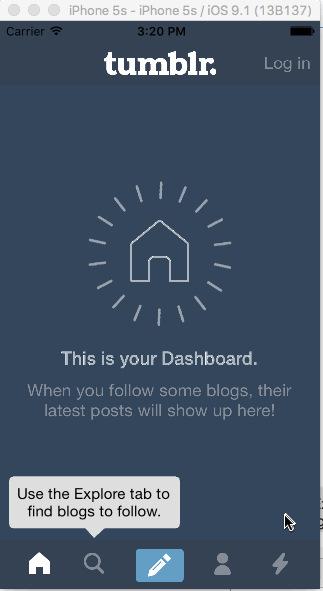 iPhone 5s - iPhone 5s / iOS 9.1 (13B137)
Carrier 3:20 PM
tumblr. Log in
This is your Dashboard.
When you follow some blogs, their
latest posts will show up here!
Use the Explore tab to
find blogs to follow.